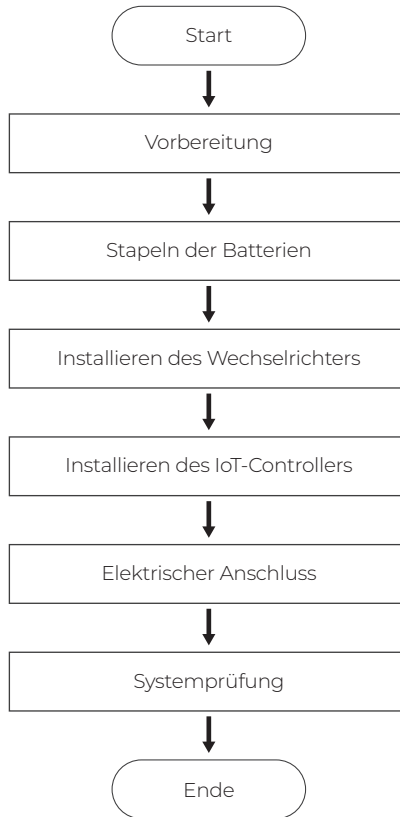 Start
Vorbereitung
Stapeln der Batterien
Installieren des Wechselrichters
Installieren des IoT-Controllers
Elektrischer Anschluss
Systemprüfung
Ende